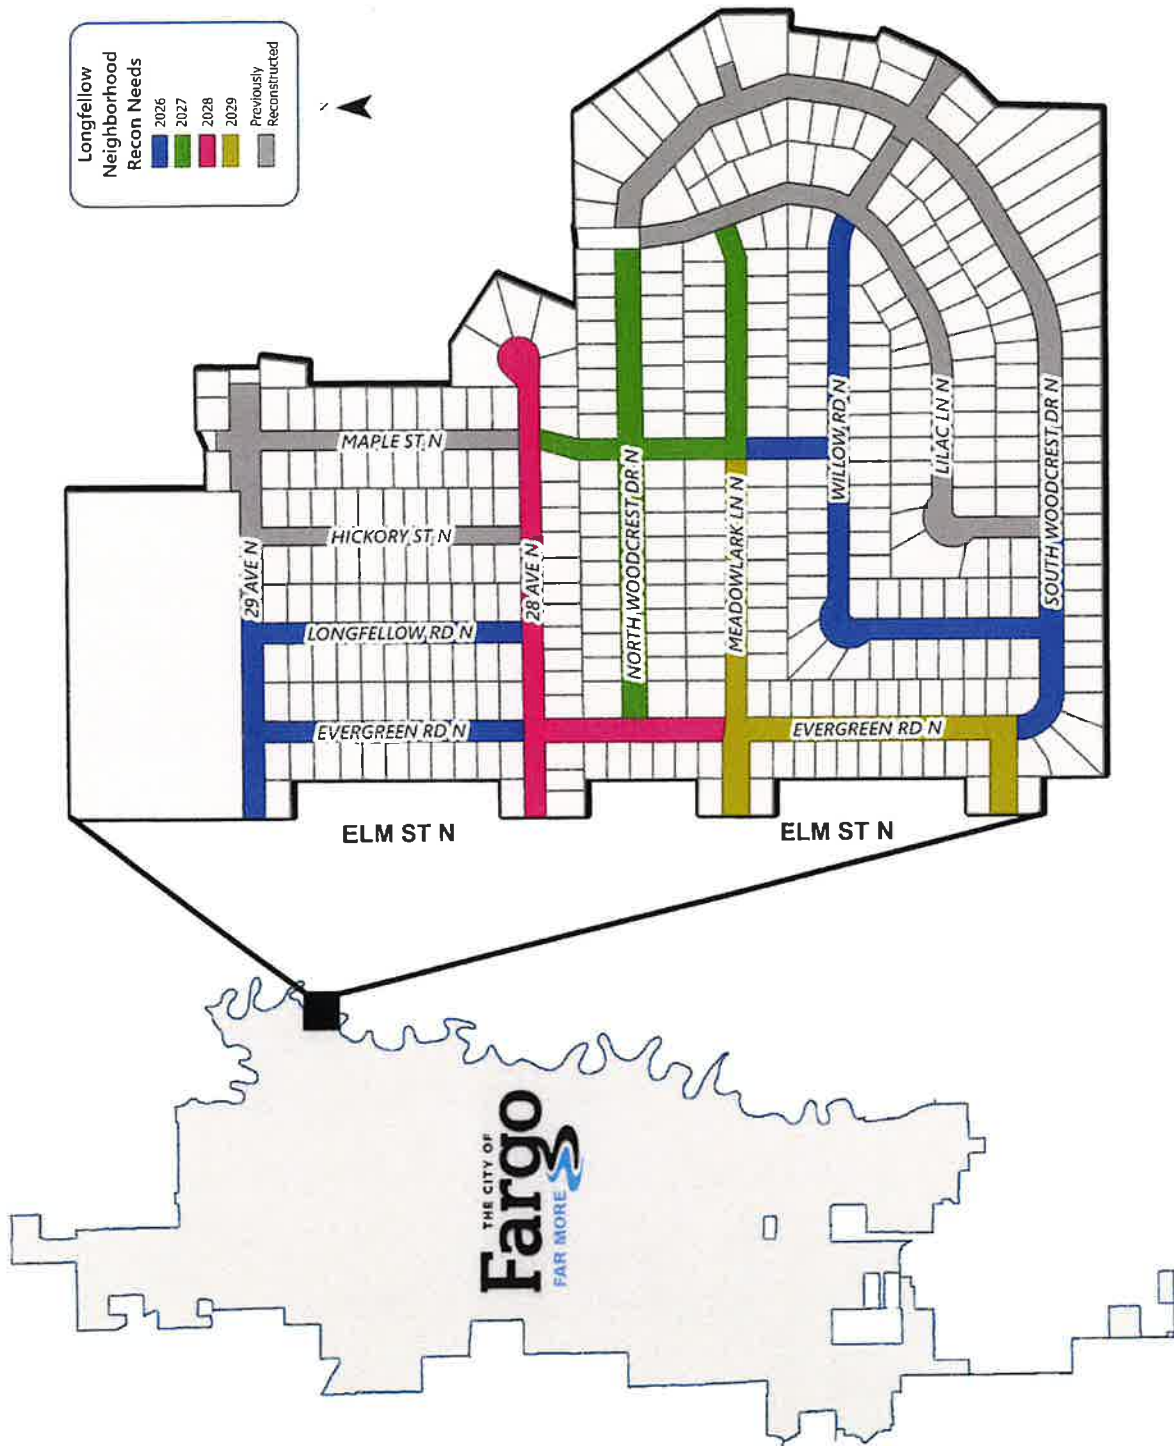 Longfellow
Neighborhood
Recon Needs
2026
2027
2028
2029
Previously
Reconstructed
N
MAPLE ST N
HICKORY ST N
29 AVE N
LONGFELLOW RD N
28 AVE N
EVERGREEN RD N
NORTH WOODCREST DR N
MEADOWLARK LN N
WILLOW RD N
LILAC LN N
SOUTH WOODCREST DR N
EVERGREEN RD N
ELM ST N
ELM ST N
THE CITY OF
Fargo
FAR MORE